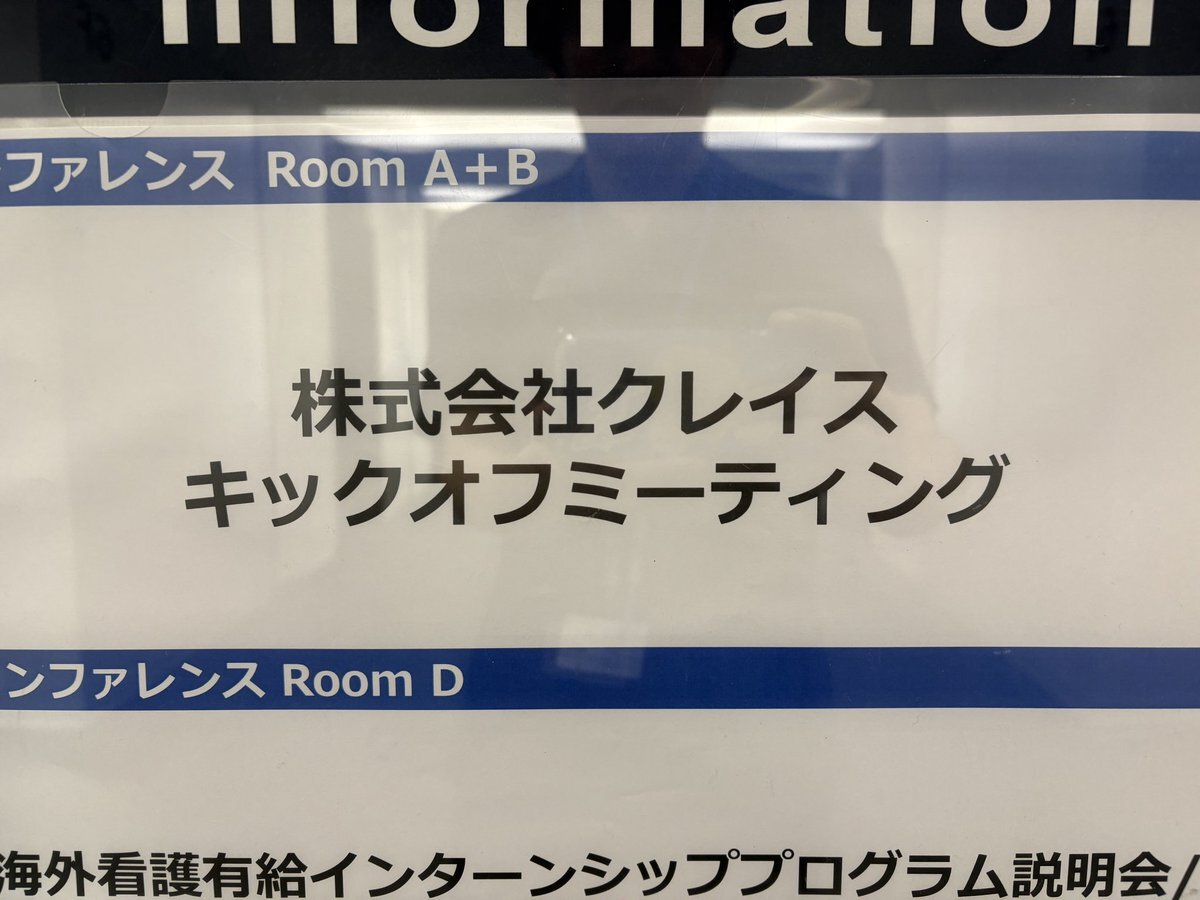 Information
ンファレンス Room A+B
株式会社クレイス
キックオフミーティング
ンファレンス Room D
海外看護有給インターンシッププログラム説明会/